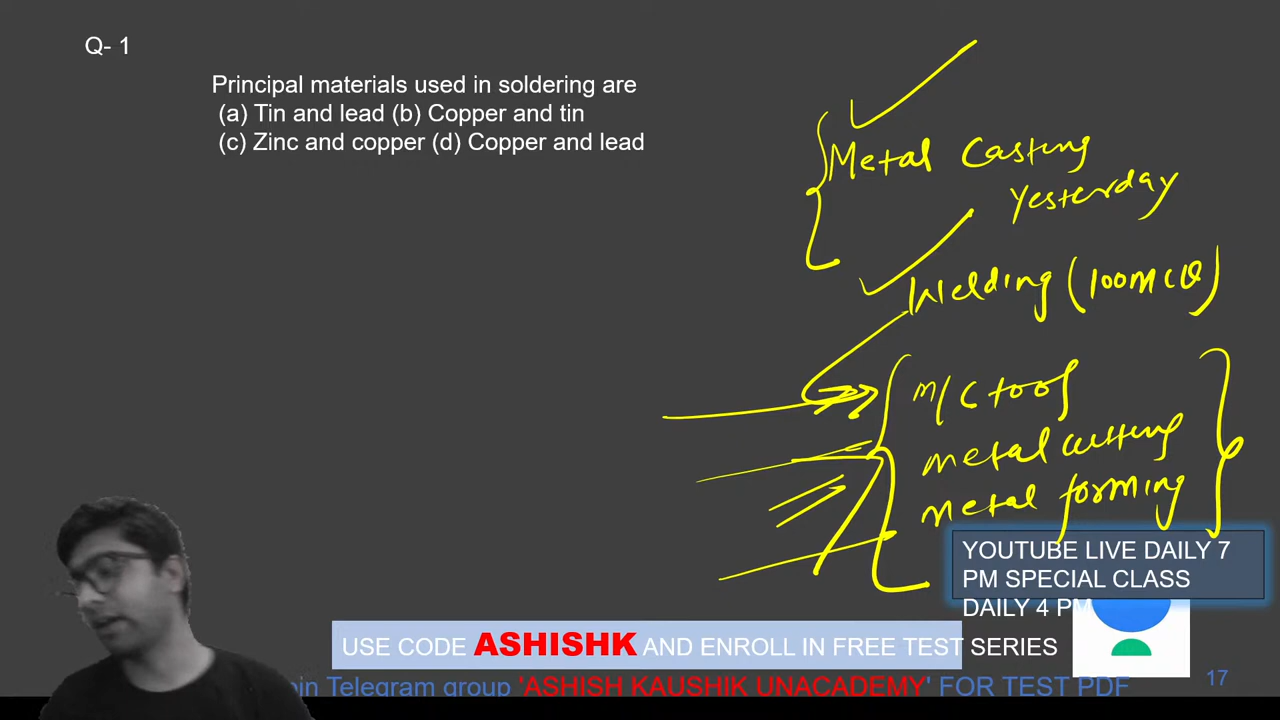 Q- 1
Principal materials used in soldering are
(a) Tin and lead (b) Copper and tin
(c) Zinc and copper (d) Copper and lead
Metal Casting
Yesterday
Welding (100MCQ)
M/C tool
metal cutting
metal forming
YOUTUBE LIVE DAILY 7
PM SPECIAL CLASS
DAILY 4 PM
USE CODE ASHISHK AND ENROLL IN FREE TEST SERIES
oin Telegram group 'ASHISH KAUSHIK UNACADEMY' FOR TEST PDF
17